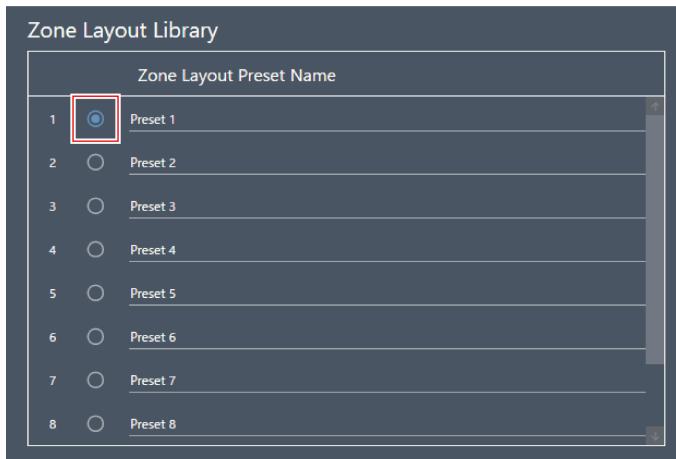 Zone Layout Library
Zone Layout Preset Name
1 Preset 1
2 Preset 2
3 Preset 3
4 Preset 4
5 Preset 5
6 Preset 6
7 Preset 7
8 Preset 8